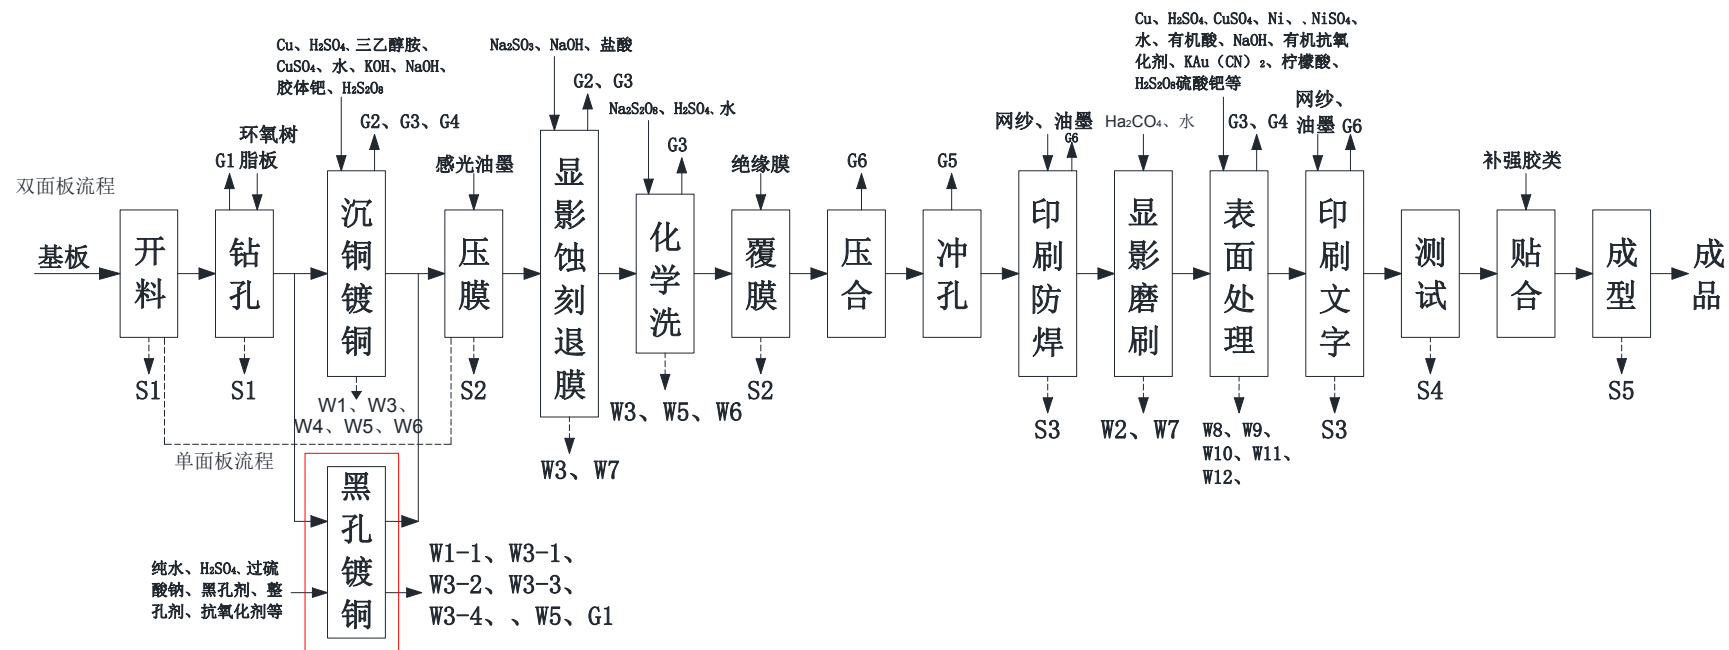 Cu、H₂SO₄、三乙醇胺、
CuSO₄、水、KOH、NaOH、
胶体钯、H₂S₂O₈
G2、G3、G4
Na₂SO₃、NaOH、盐酸
G2、G3
Na₂S₂O₈、H₂SO₄、水
G3
Cu、H₂SO₄、CuSO₄、Ni、、NiSO₄、
水、有机酸、NaOH、有机抗氧
化剂、KAu（CN）₂、柠檬酸、
H₂S₂O₈硫酸钯等
G3、G4
网纱、
油墨
G6
网纱、油墨
G6
Ha₂CO₄、水
环氧树
脂板
G1
感光油墨
绝缘膜
G6
G5
补强胶类
双面板流程
基板
开料
钻孔
沉铜镀铜
压膜
显影蚀刻退膜
化学洗
覆膜
压合
冲孔
印刷防焊
显影磨刷
表面处理
印刷文字
测试
贴合
成型
成品
S1
S1
W1、W3、
W4、W5、W6
S2
W3、W7
W3、W5、W6
S2
S3
W2、W7
W8、W9、
W10、W11、
W12、
S3
S4
S5
单面板流程
黑孔镀铜
纯水、H₂SO₄、过硫
酸钠、黑孔剂、整
孔剂、抗氧化剂等
W1-1、W3-1、
W3-2、W3-3、
W3-4、、W5、G1